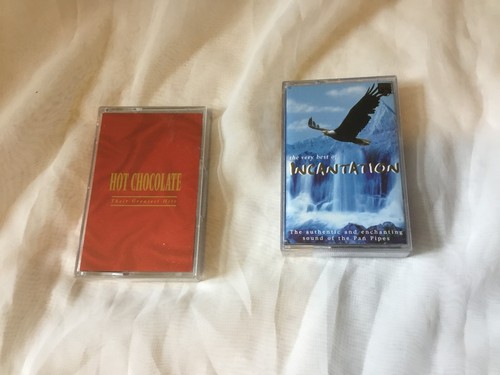 HOT CHOCOLATE
Their Greatest Hits
the very best of
INCANTATION
The authentic and enchanting
sound of the Pan Pipes